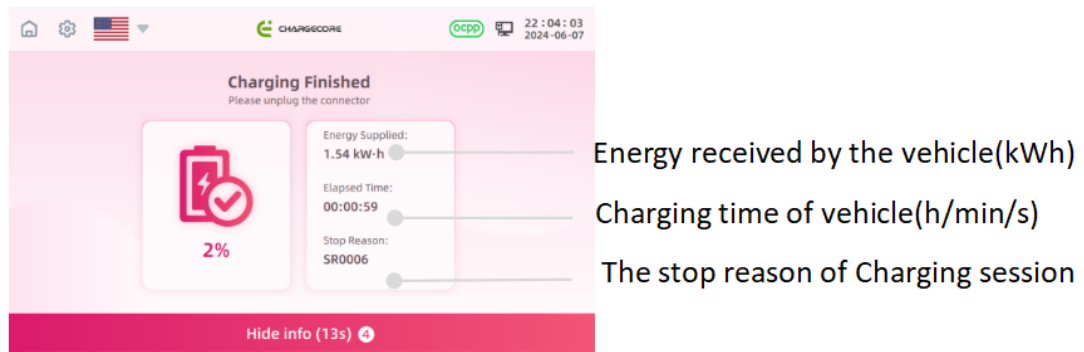 CHARGECORE
ocpp
22:04:03
2024-06-07
Charging Finished
Please unplug the connector
2%
Energy Supplied:
1.54 kW·h
Elapsed Time:
00:00:59
Stop Reason:
SR0006
Hide info (13s) 4
Energy received by the vehicle(kWh)
Charging time of vehicle(h/min/s)
The stop reason of Charging session